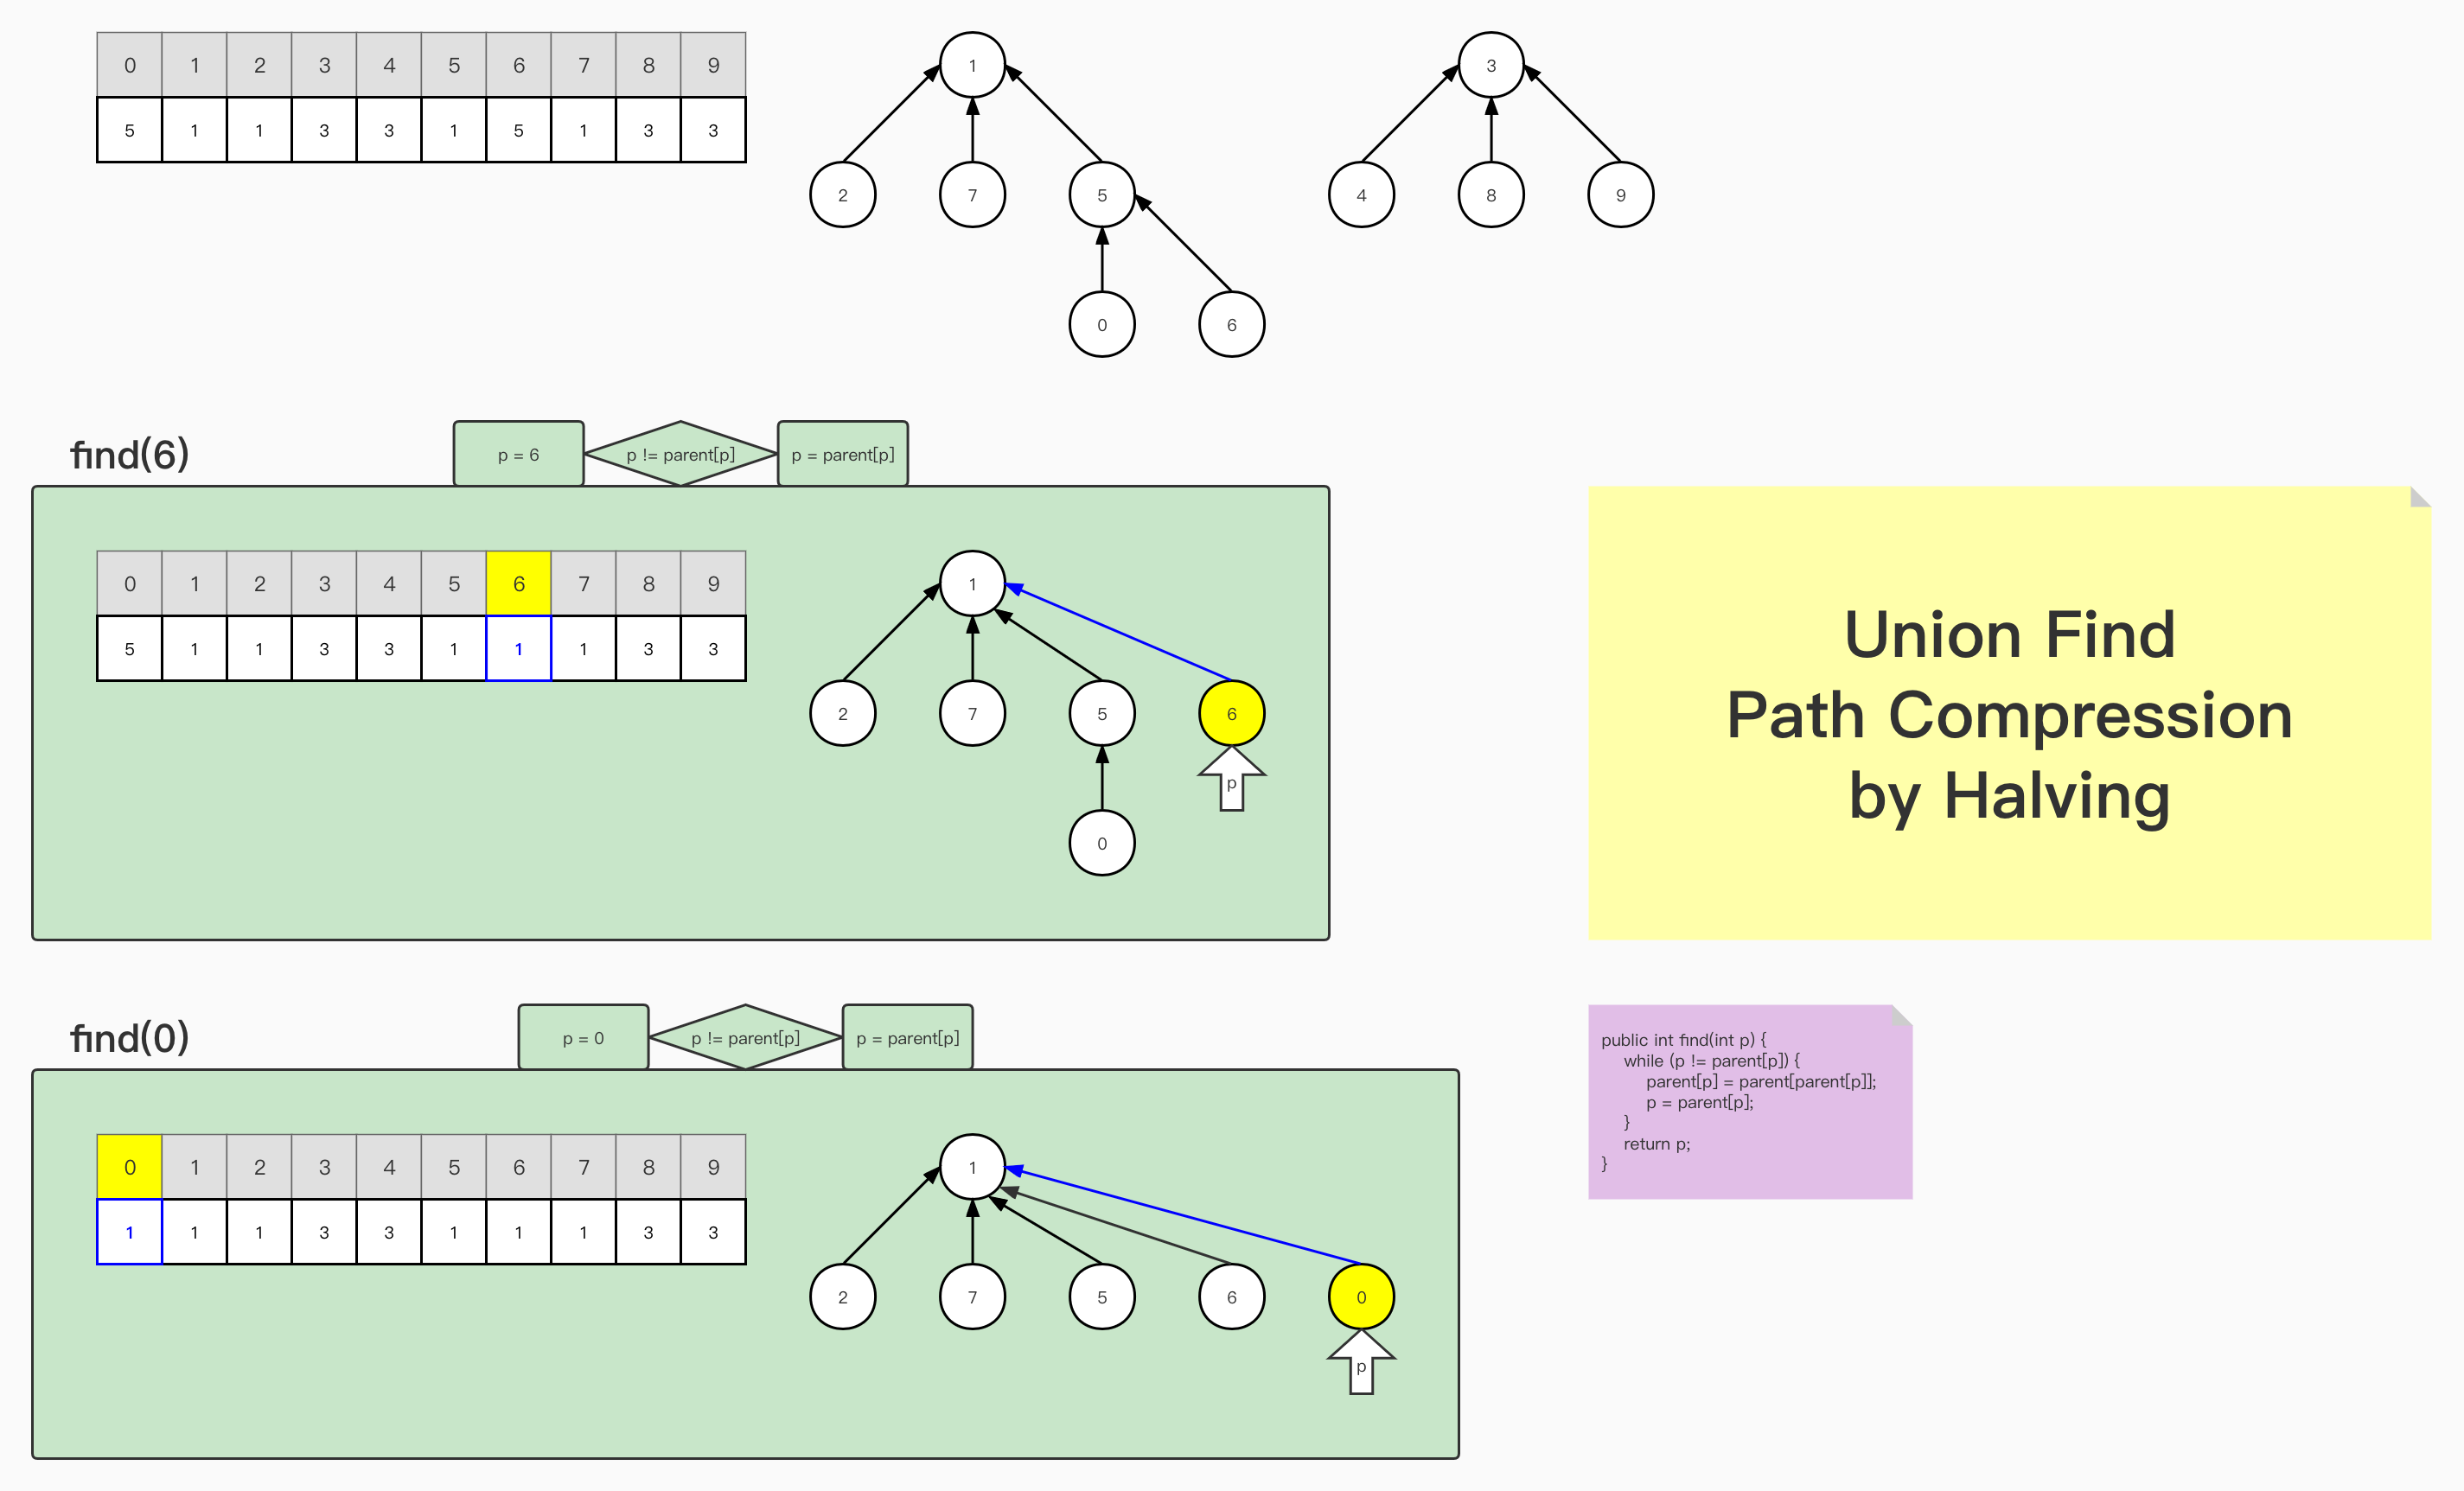 0 1 2 3 4 5 6 7 8 9
5 1 1 3 3 1 5 1 3 3
1
2 7 5
0 6
3
4 8 9
find(6)
p = 6
p != parent[p]
p = parent[p]
0 1 2 3 4 5 6 7 8 9
5 1 1 3 3 1 1 1 3 3
1
2 7 5 6
p
0
Union Find
Path Compression
by Halving
find(0)
p = 0
p != parent[p]
p = parent[p]
0 1 2 3 4 5 6 7 8 9
1 1 1 3 3 1 1 1 3 3
1
2 7 5 6 0
p
public int find(int p) {
while (p != parent[p]) {
parent[p] = parent[parent[p]];
p = parent[p];
}
return p;
}